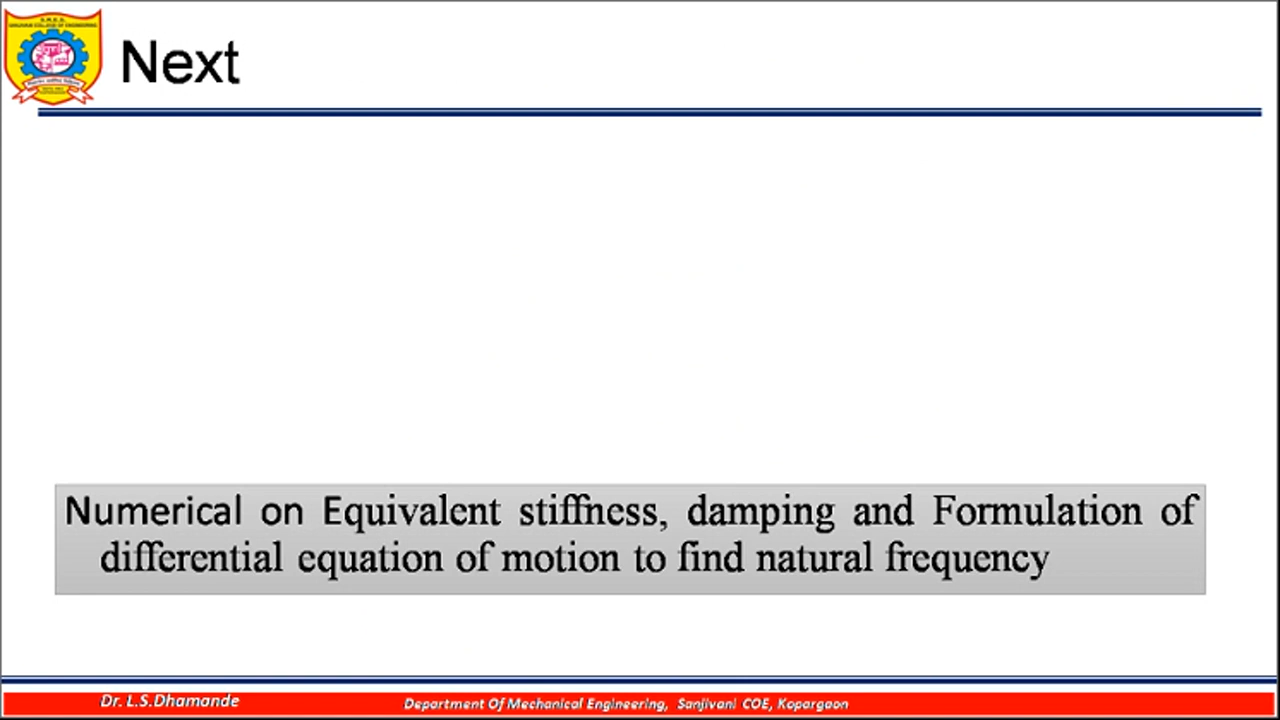 Next
Numerical on Equivalent stiffness, damping and Formulation of
differential equation of motion to find natural frequency
Dr. L.S.Dhamande
Department Of Mechanical Engineering, Sanjivani COE, Kopargaon